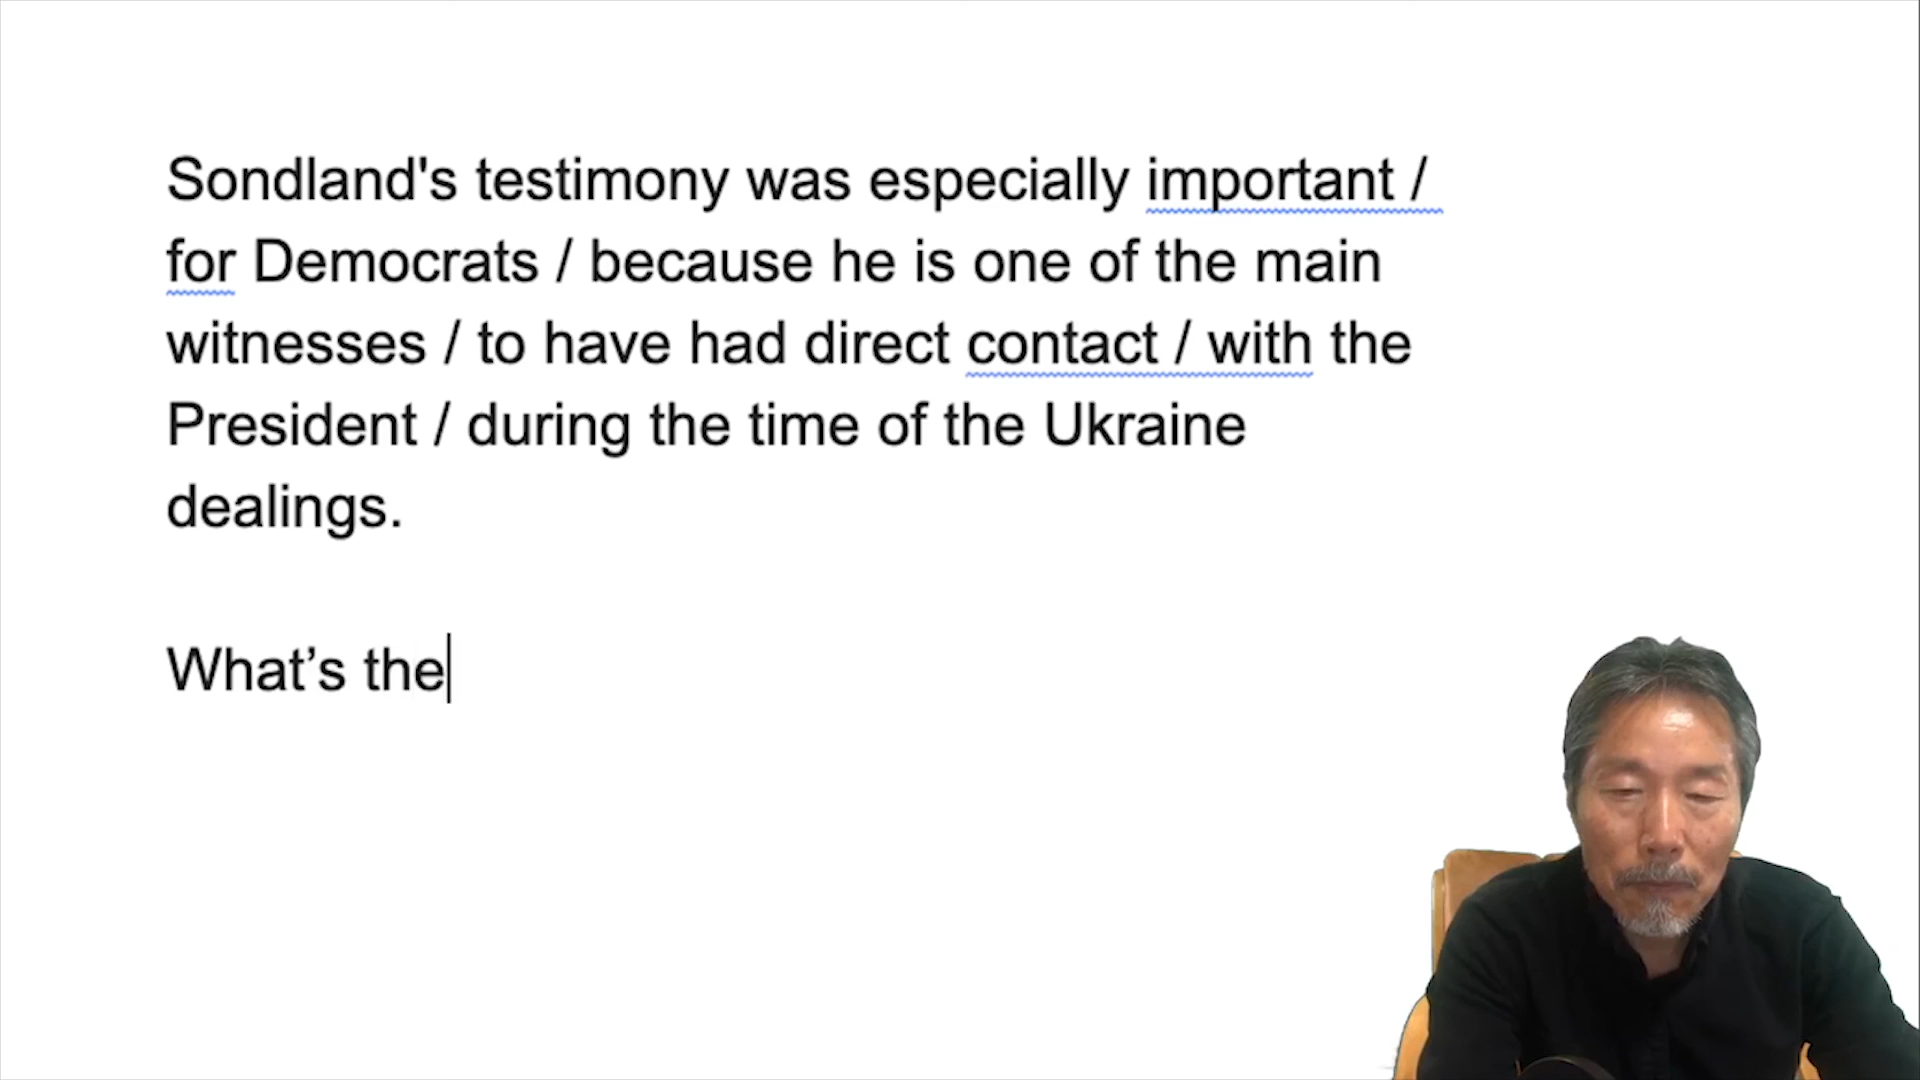 Sondland's testimony was especially important /
for Democrats / because he is one of the main
witnesses / to have had direct contact / with the
President / during the time of the Ukraine
dealings.
What’s the